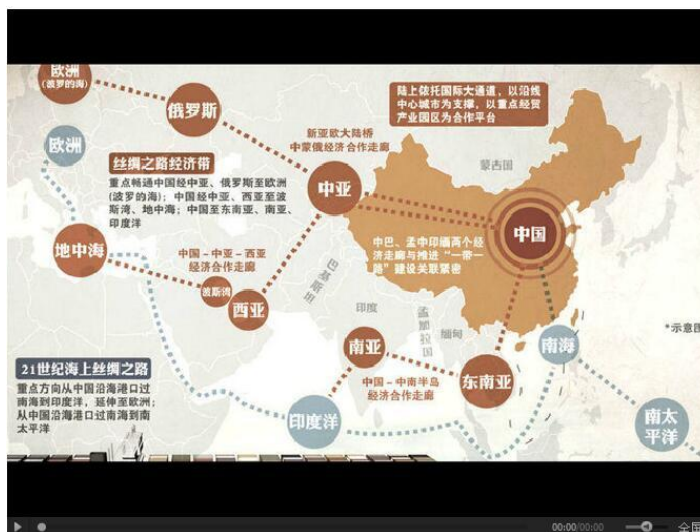 欧洲
(波罗的海)
俄罗斯
陆上依托国际大通道，以沿线
中心城市为支撑，以重点经贸
产业园区为合作平台
欧洲
新亚欧大陆桥
中蒙俄经济合作走廊
丝绸之路经济带
重点畅通中国经中亚、俄罗斯至欧洲
(波罗的海)；中国经中亚、西亚至波
斯湾、地中海；中国至东南亚、南亚、
印度洋
蒙古国
中亚
中国
地中海
中国－中亚－西亚
经济合作走廊
中巴、孟中印缅两个经
济走廊与推进“一带一
路”建设关联紧密
巴基斯坦
波斯湾
西亚
印度
孟加拉国
缅甸
*示意图
南亚
南海
21世纪海上丝绸之路
重点方向从中国沿海港口过
南海到印度洋，延伸至欧洲；
从中国沿海港口过南海到南
太平洋
中国－中南半岛
经济合作走廊
东南亚
印度洋
南太
平洋
00:00/00:00